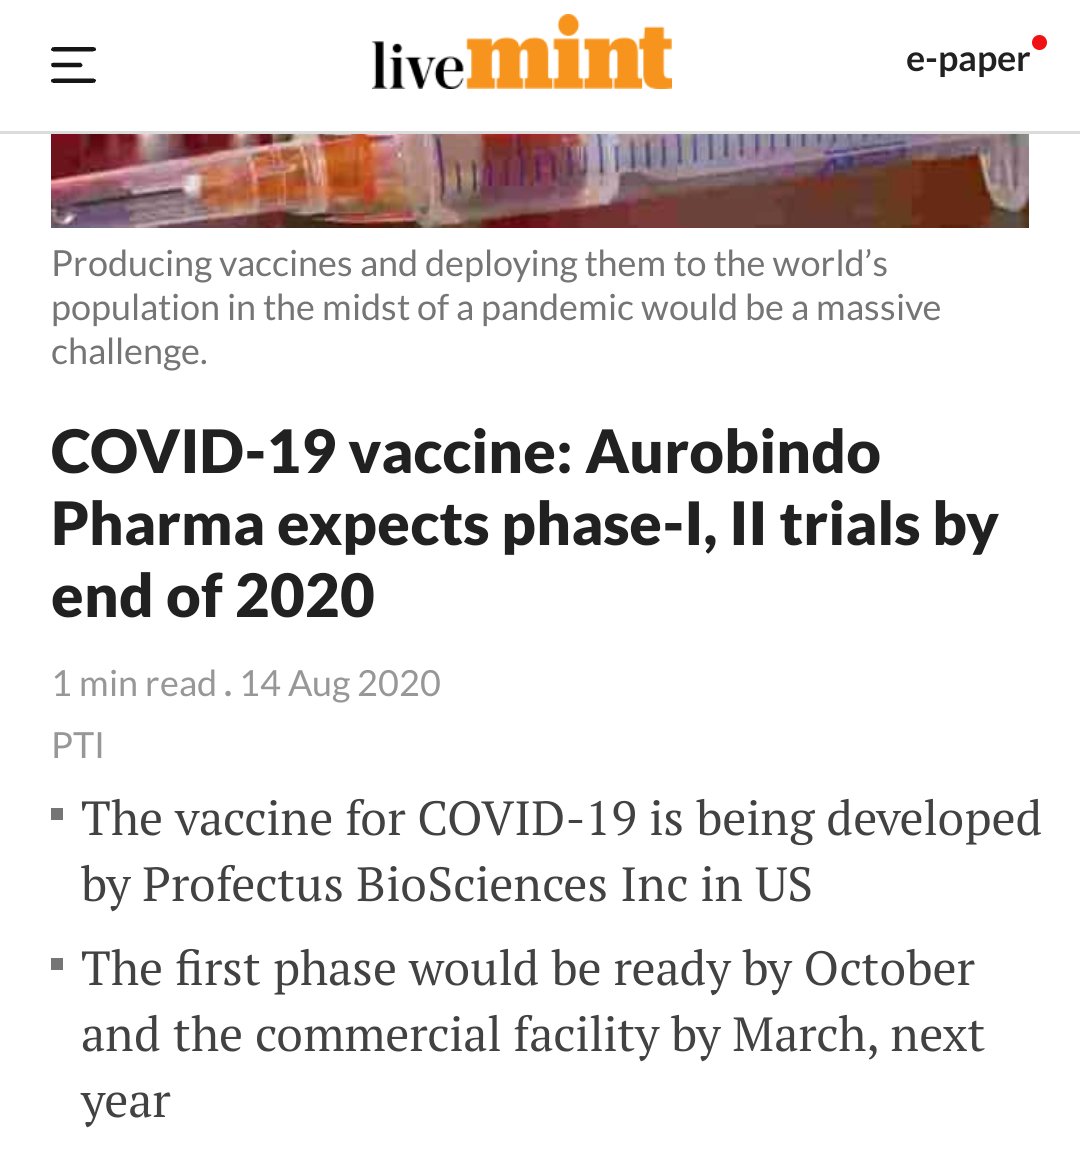 livemint
e-paper
Producing vaccines and deploying them to the world’s
population in the midst of a pandemic would be a massive
challenge.
COVID-19 vaccine: Aurobindo
Pharma expects phase-I, II trials by
end of 2020
1 min read . 14 Aug 2020
PTI
▪ The vaccine for COVID-19 is being developed
by Profectus BioSciences Inc in US
▪ The first phase would be ready by October
and the commercial facility by March, next
year